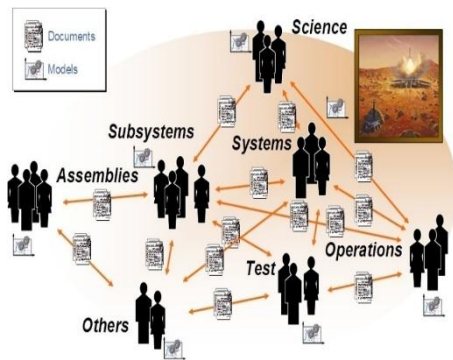 Documents
Models
Science
Subsystems
Systems
Assemblies
Operations
Test
Others